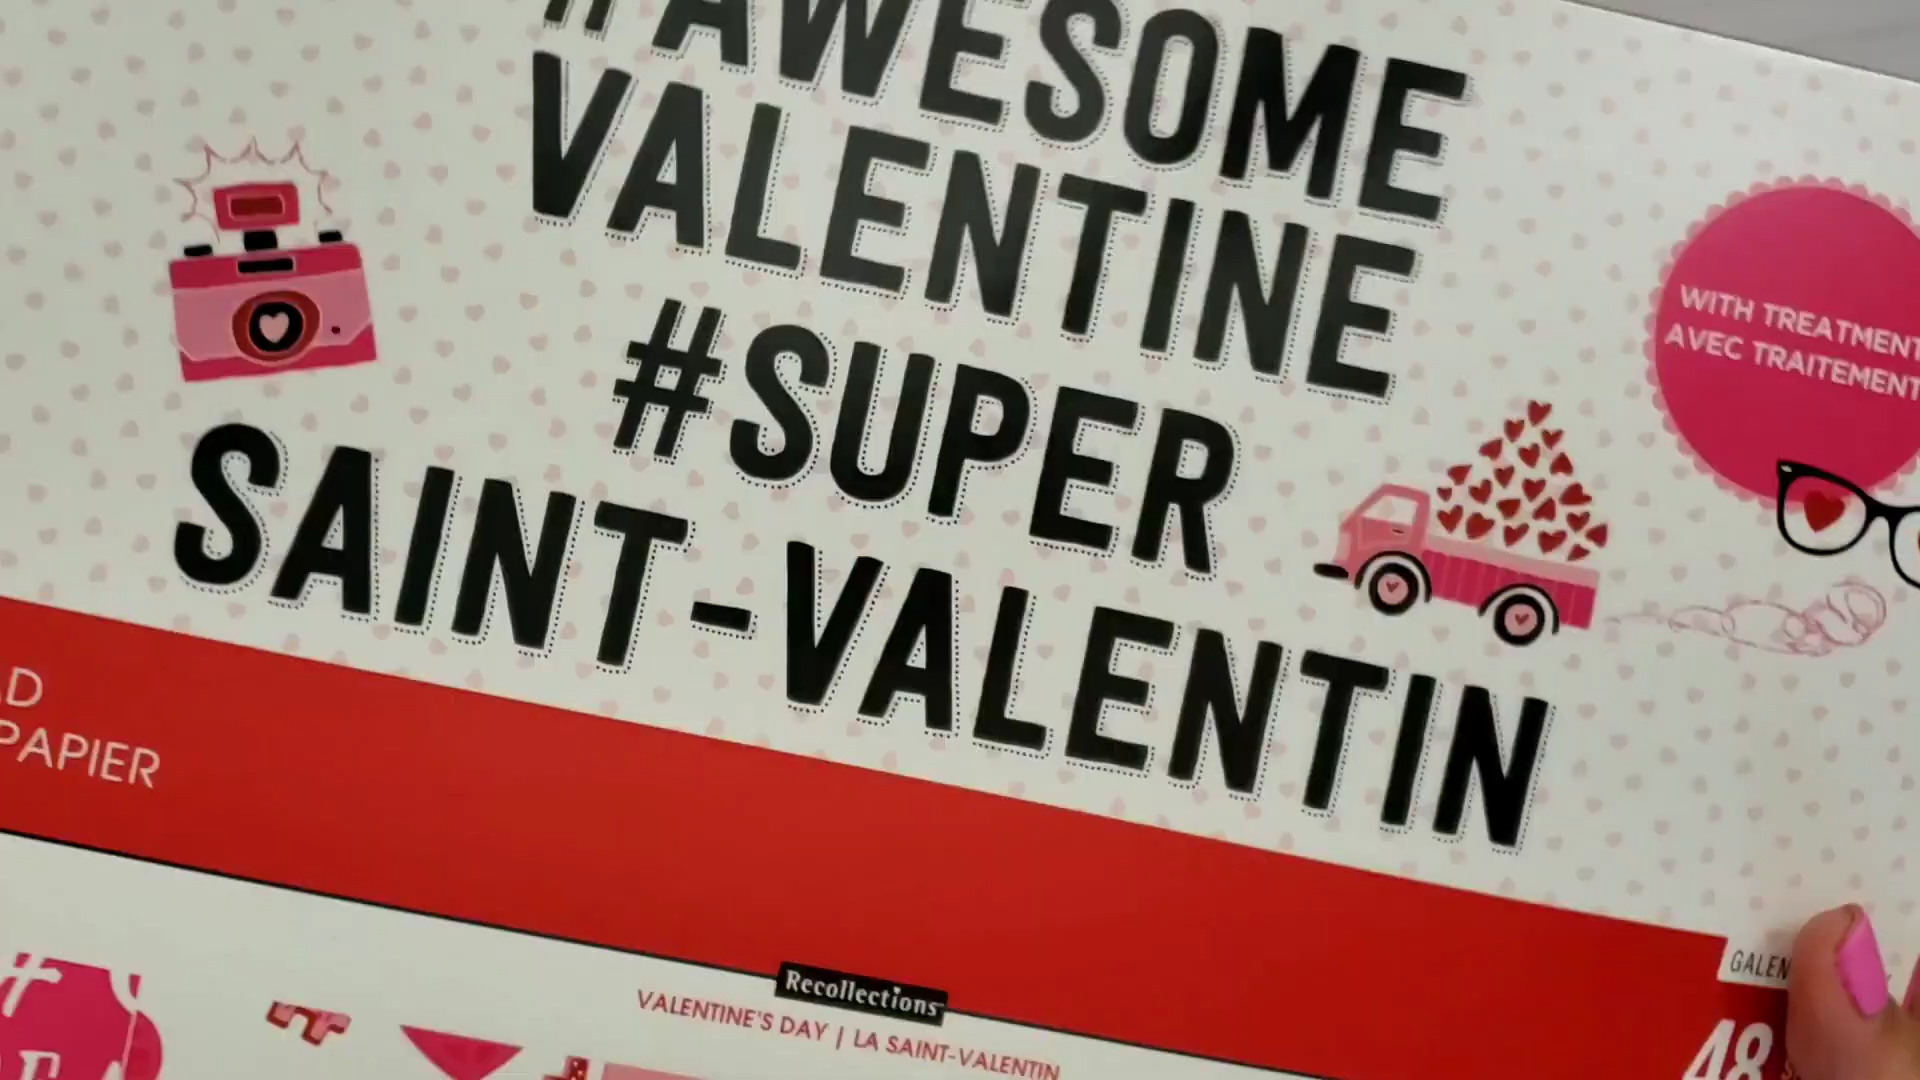 #AWESOME
VALENTINE
#SUPER
SAINT-VALENTIN
WITH TREATMENT
AVEC TRAITEMENT
PAPIER
Recollections
VALENTINE'S DAY | LA SAINT-VALENTIN
48